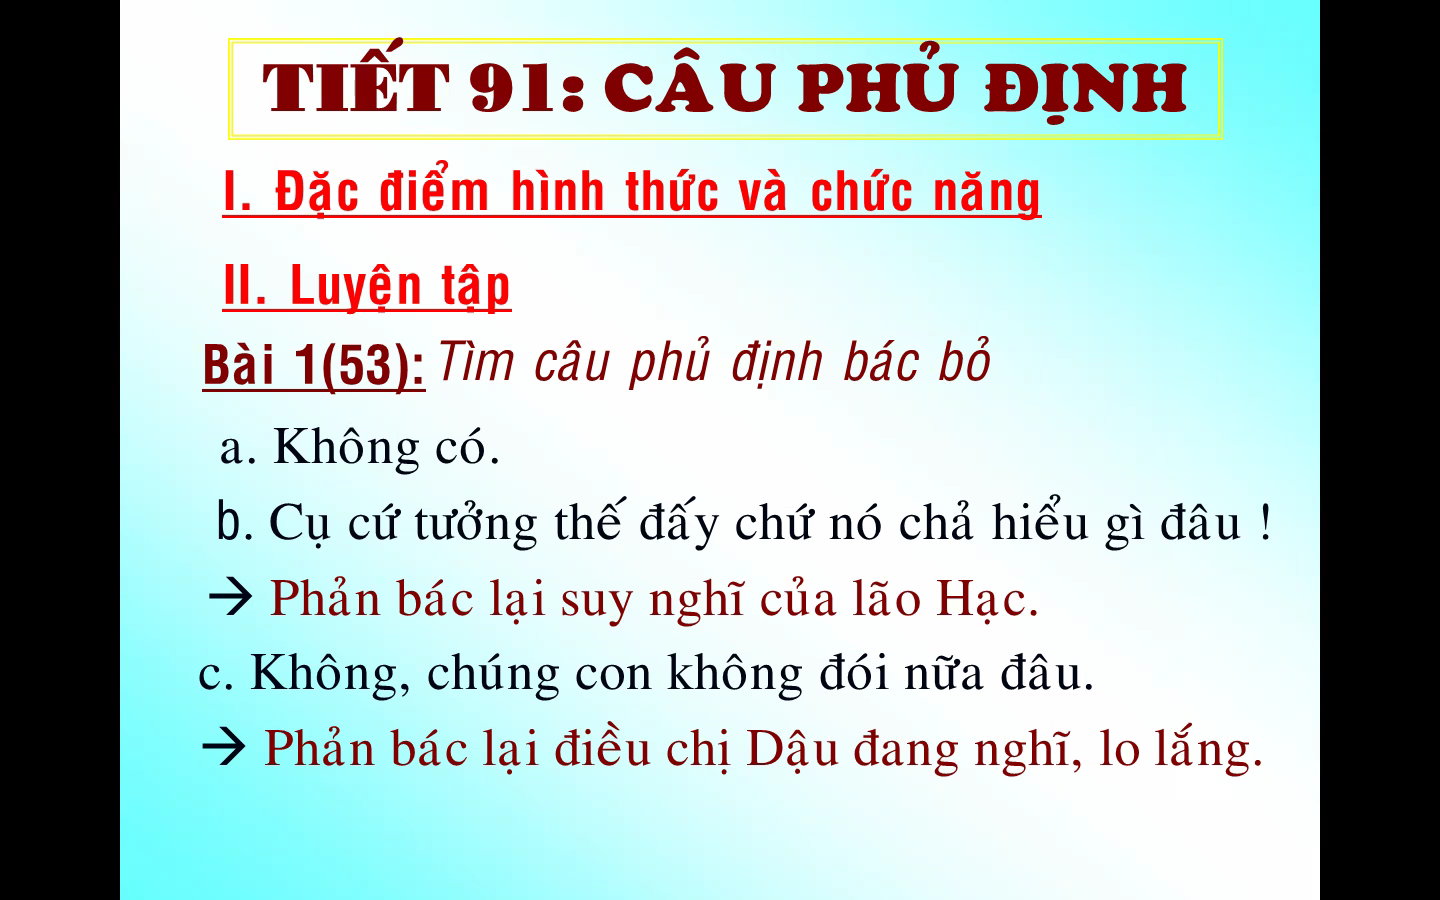 TIẾT 91: CÂU PHỦ ĐỊNH
I. Đặc điểm hình thức và chức năng
II. Luyện tập
Bài 1(53): Tìm câu phủ định bác bỏ
a. Không có.
b. Cụ cứ tưởng thế đấy chứ nó chả hiểu gì đâu !
→ Phản bác lại suy nghĩ của lão Hạc.
c. Không, chúng con không đói nữa đâu.
→ Phản bác lại điều chị Dậu đang nghĩ, lo lắng.